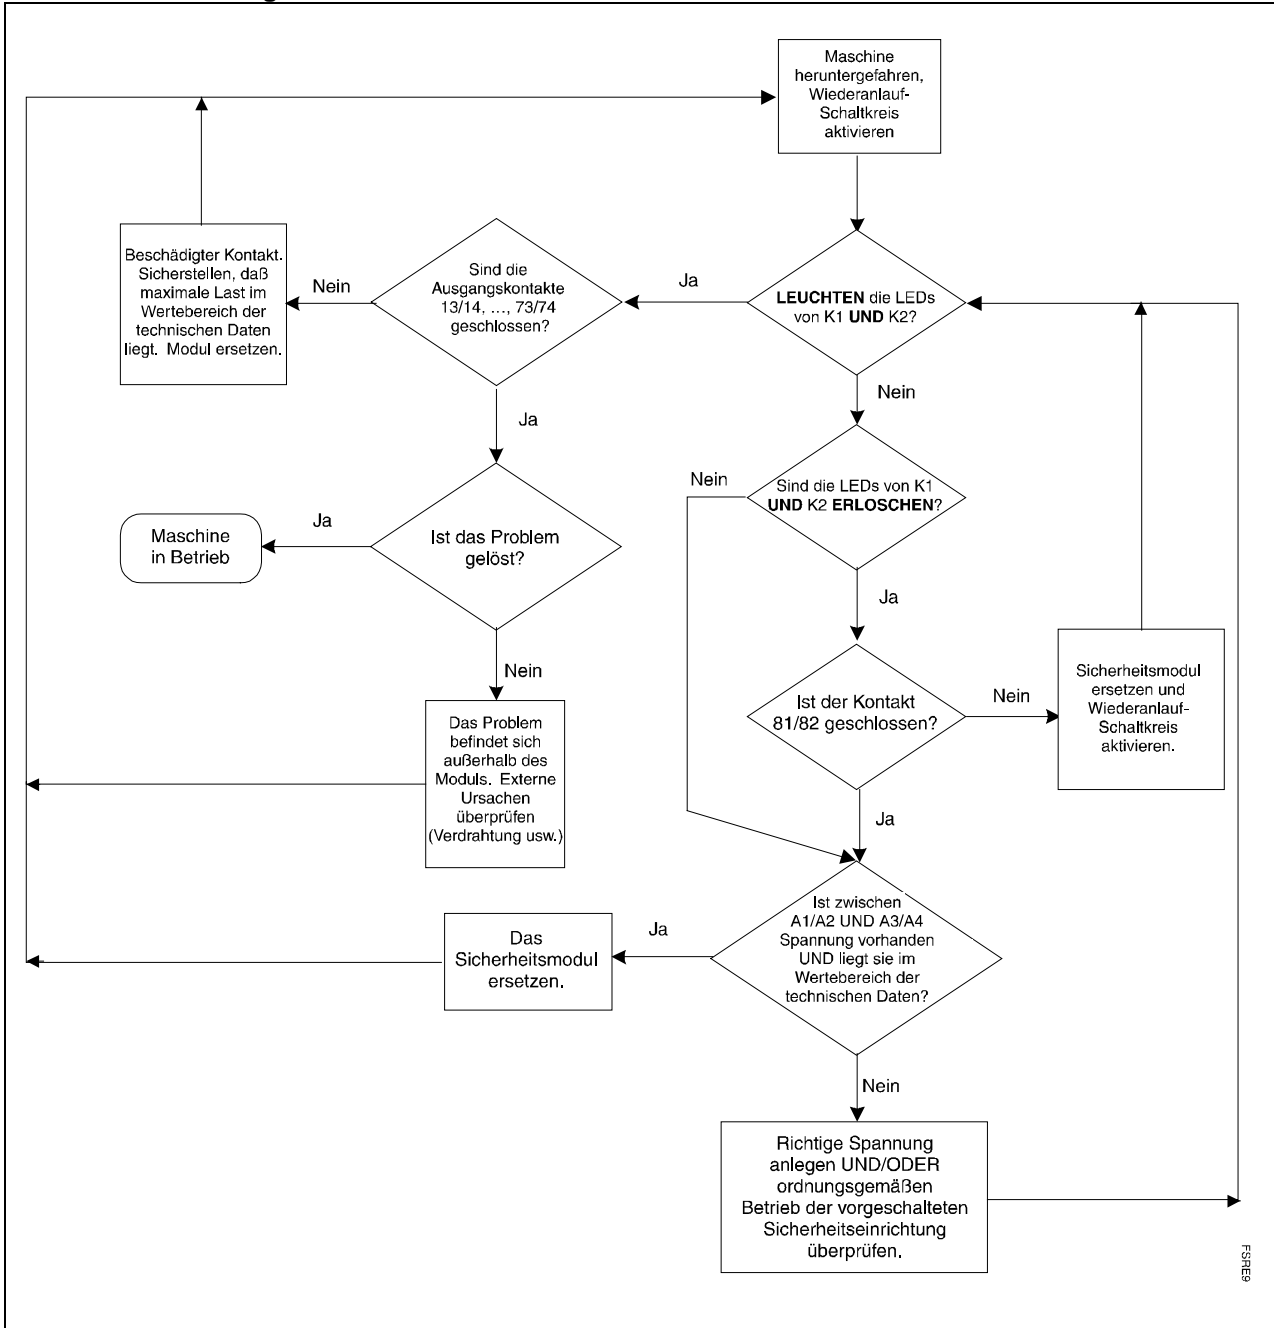 Maschine
heruntergefahren,
Wiederanlauf-
Schaltkreis
aktivieren
Beschädigter Kontakt.
Sicherstellen, daß
maximale Last im
Wertebereich der
technischen Daten
liegt.  Modul ersetzen.
Nein
Sind die
Ausgangskontakte
13/14, ..., 73/74
geschlossen?
Ja
LEUCHTEN die LEDs
von K1 UND K2?
Nein
Ja
Nein
Sind die LEDs von K1
UND K2 ERLOSCHEN?
Maschine
in Betrieb
Ja
Ist das Problem
gelöst?
Ja
Nein
Ist der Kontakt
81/82 geschlossen?
Nein
Sicherheitsmodul
ersetzen und
Wiederanlauf-
Schaltkreis
aktivieren.
Das Problem
befindet sich
außerhalb des
Moduls.  Externe
Ursachen
überprüfen
(Verdrahtung usw.)
Ja
Ist zwischen
A1/A2 UND A3/A4
Spannung vorhanden
UND liegt sie im
Wertebereich der
technischen Daten?
Ja
Das
Sicherheitsmodul
ersetzen.
Nein
Richtige Spannung
anlegen UND/ODER
ordnungsgemäßen
Betrieb der vorgeschalteten
Sicherheitseinrichtung
überprüfen.
FSRE9